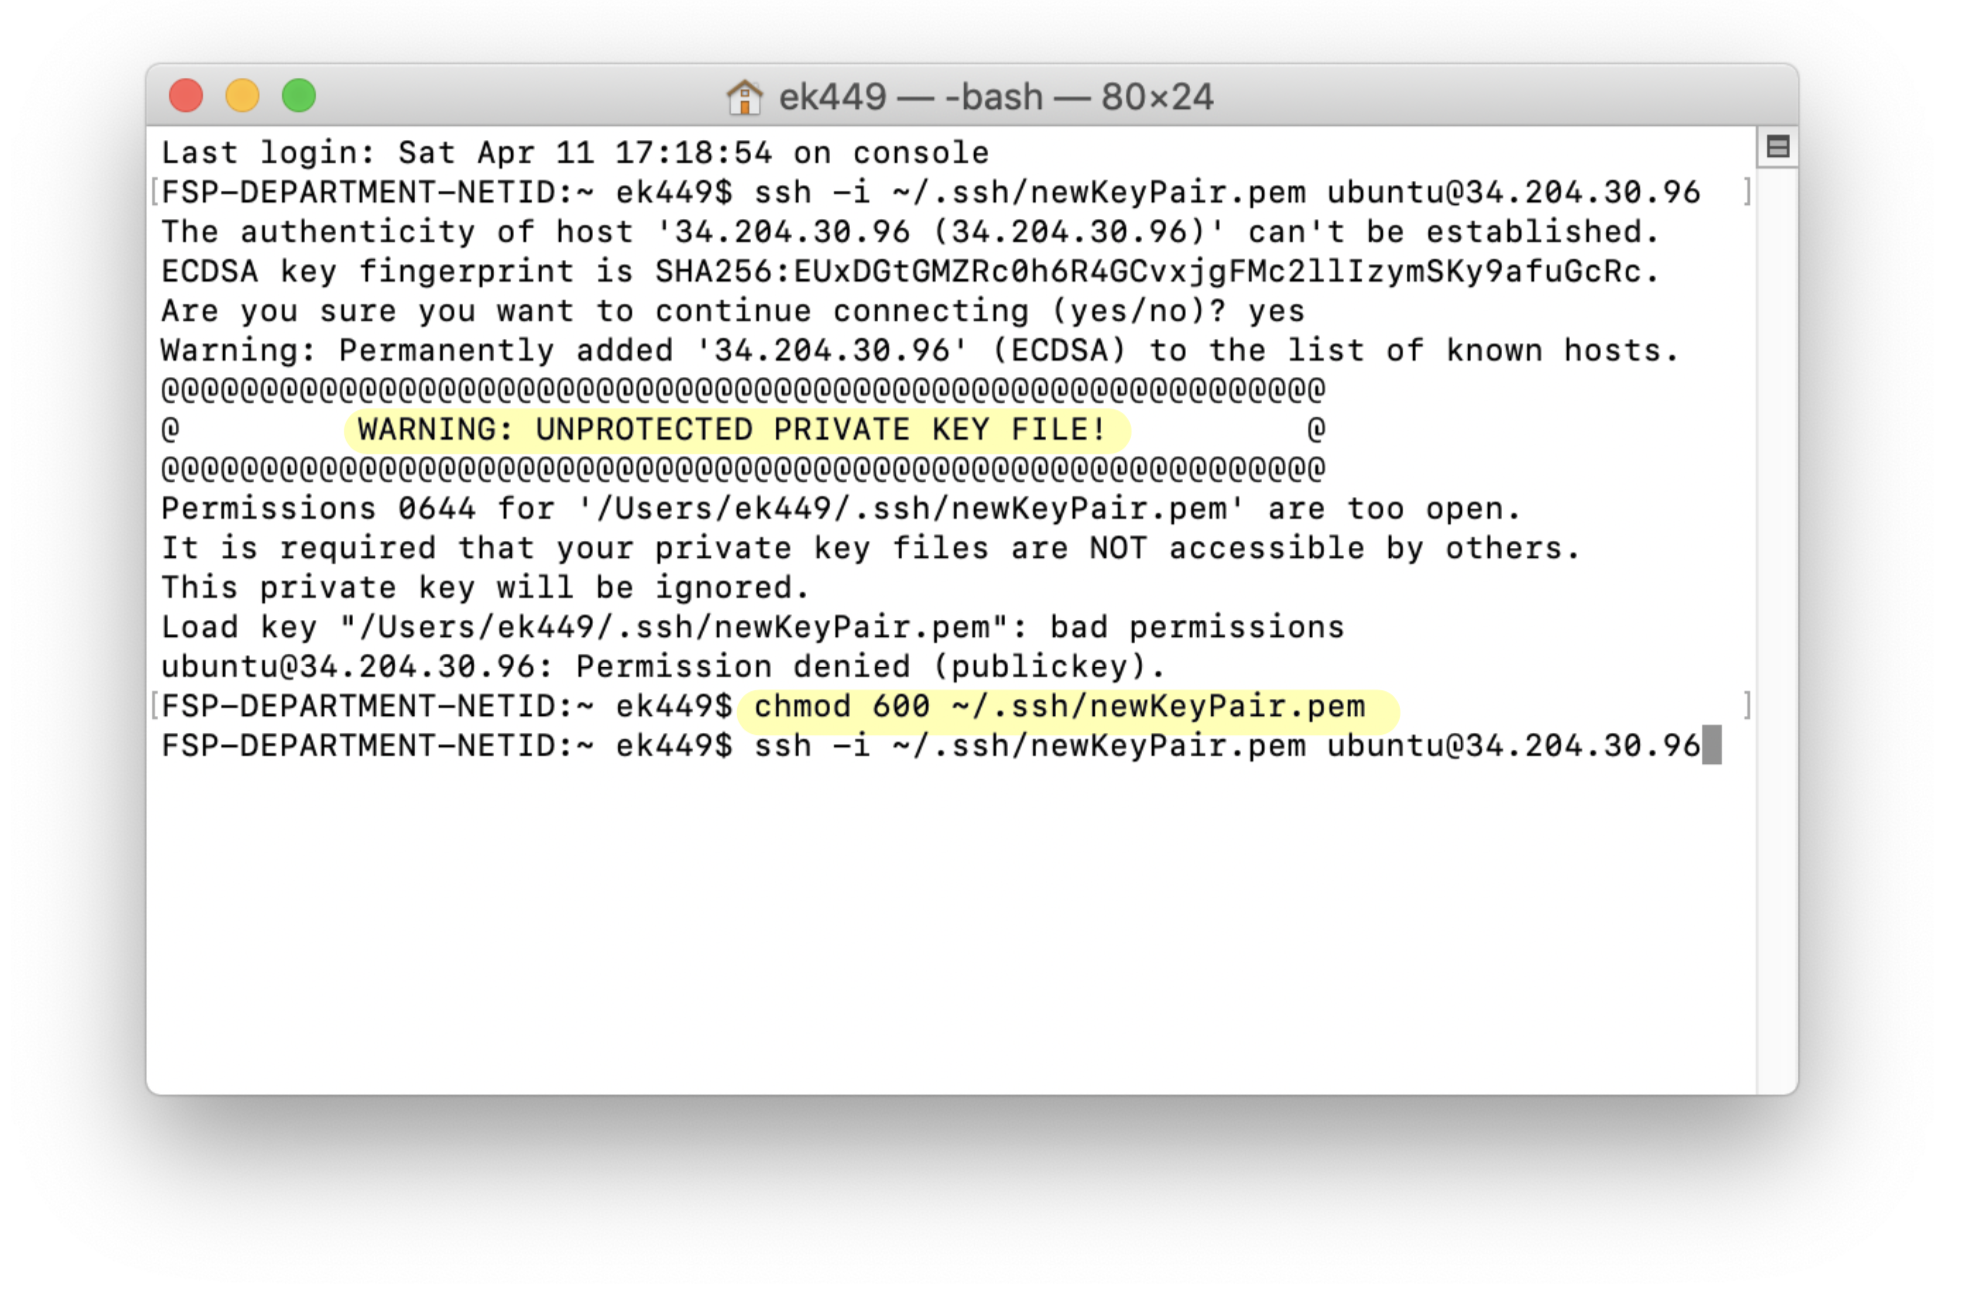 ek449 — -bash — 80×24
Last login: Sat Apr 11 17:18:54 on console
[FSP-DEPARTMENT-NETID:~ ek449$ ssh -i ~/.ssh/newKeyPair.pem ubuntu@34.204.30.96 ]
The authenticity of host '34.204.30.96 (34.204.30.96)' can't be established.
ECDSA key fingerprint is SHA256:EUxDGtGMZRc0h6R4GCvxjgFMc2llIzymSKy9afuGcRc.
Are you sure you want to continue connecting (yes/no)? yes
Warning: Permanently added '34.204.30.96' (ECDSA) to the list of known hosts.
@@@@@@@@@@@@@@@@@@@@@@@@@@@@@@@@@@@@@@@@@@@@@@@@@@@@@@@@@@@
@         WARNING: UNPROTECTED PRIVATE KEY FILE!          @
@@@@@@@@@@@@@@@@@@@@@@@@@@@@@@@@@@@@@@@@@@@@@@@@@@@@@@@@@@@
Permissions 0644 for '/Users/ek449/.ssh/newKeyPair.pem' are too open.
It is required that your private key files are NOT accessible by others.
This private key will be ignored.
Load key "/Users/ek449/.ssh/newKeyPair.pem": bad permissions
ubuntu@34.204.30.96: Permission denied (publickey).
[FSP-DEPARTMENT-NETID:~ ek449$ chmod 600 ~/.ssh/newKeyPair.pem ]
FSP-DEPARTMENT-NETID:~ ek449$ ssh -i ~/.ssh/newKeyPair.pem ubuntu@34.204.30.96